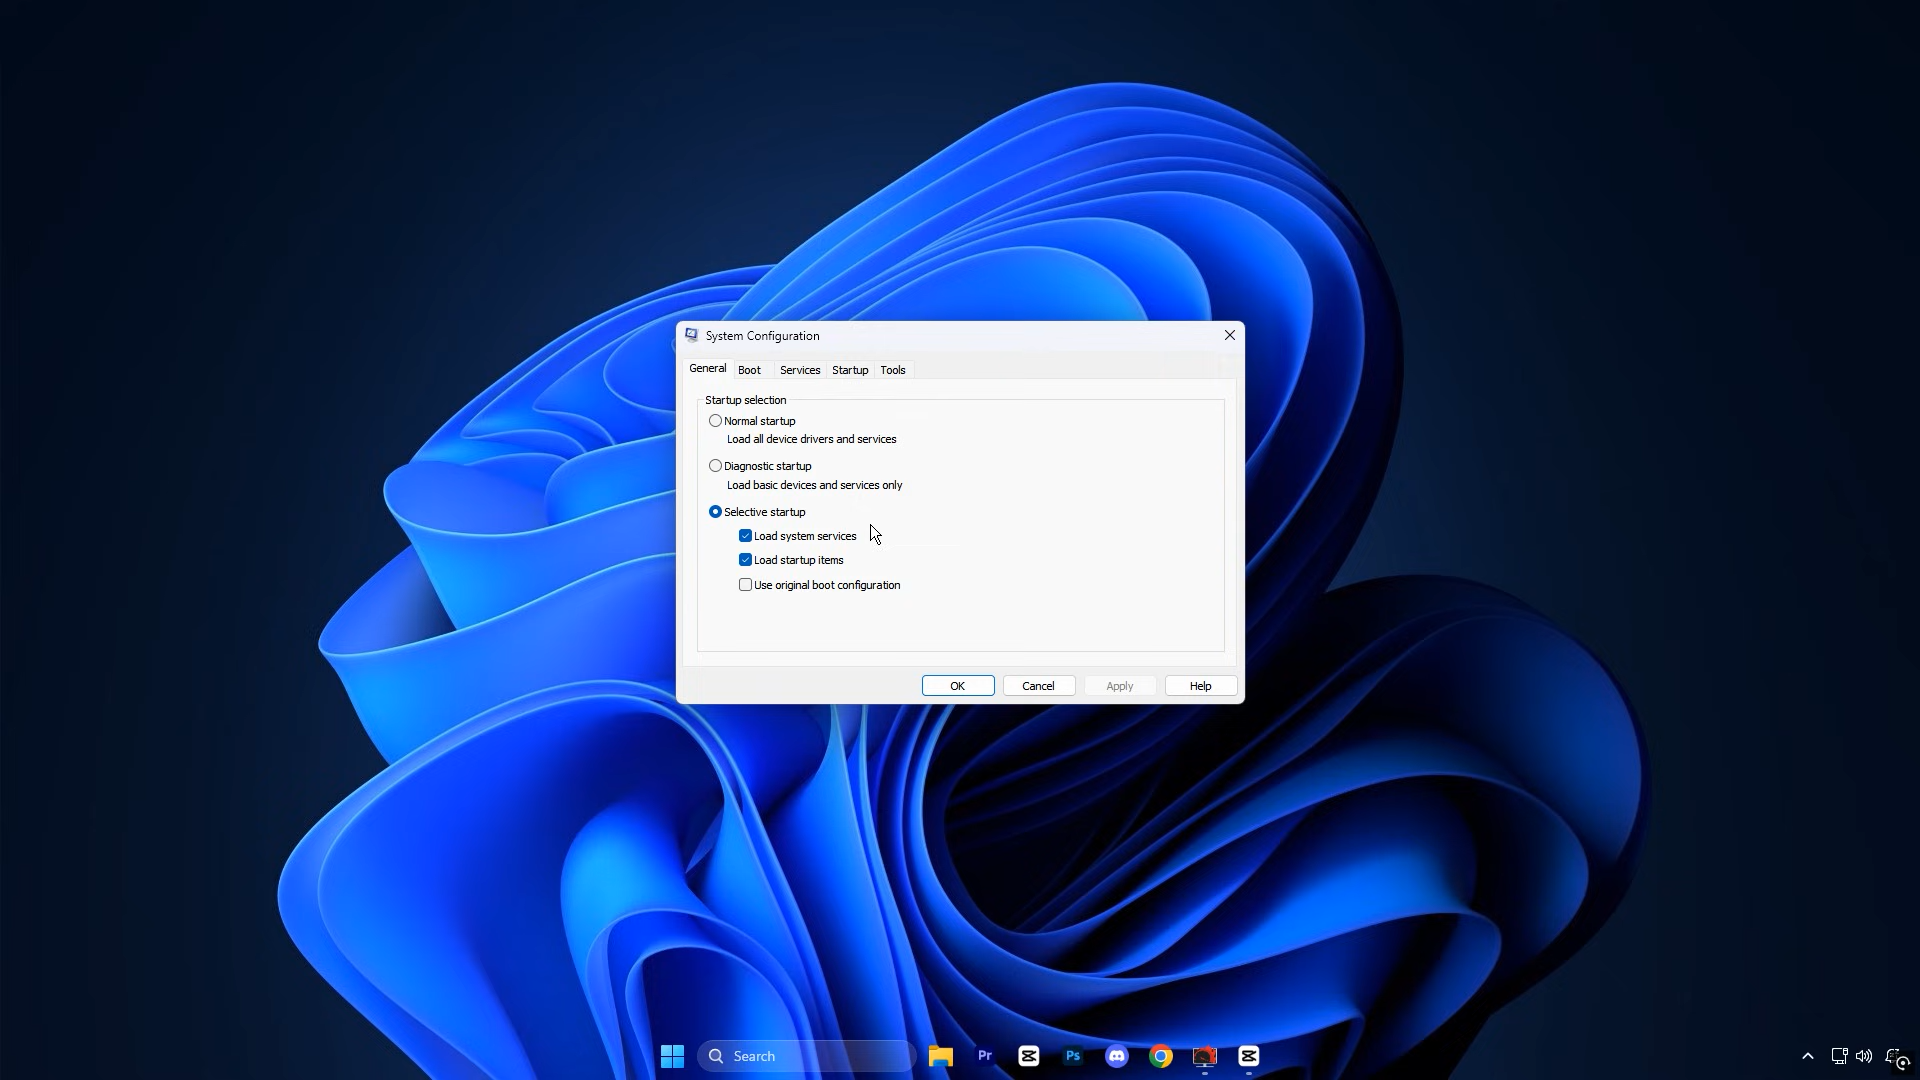 System Configuration
General Boot Services Startup Tools
Startup selection
Normal startup
Load all device drivers and services
Diagnostic startup
Load basic devices and services only
Selective startup
Load system services
Load startup items
Use original boot configuration
OK Cancel Apply Help
Search
Pr
Ps